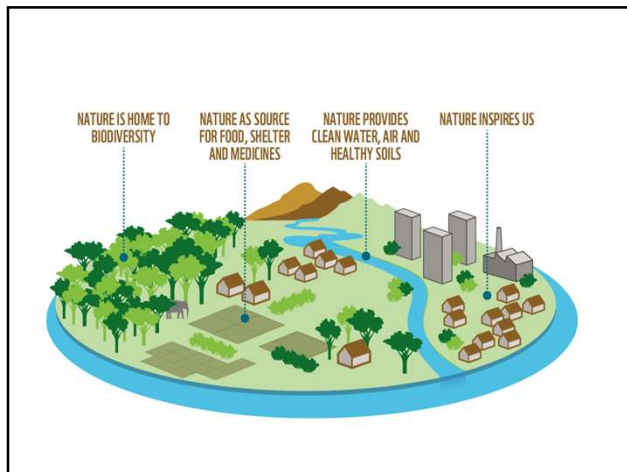 NATURE IS HOME TO
BIODIVERSITY
NATURE AS SOURCE
FOR FOOD, SHELTER
AND MEDICINES
NATURE PROVIDES
CLEAN WATER, AIR AND
HEALTHY SOILS
NATURE INSPIRES US